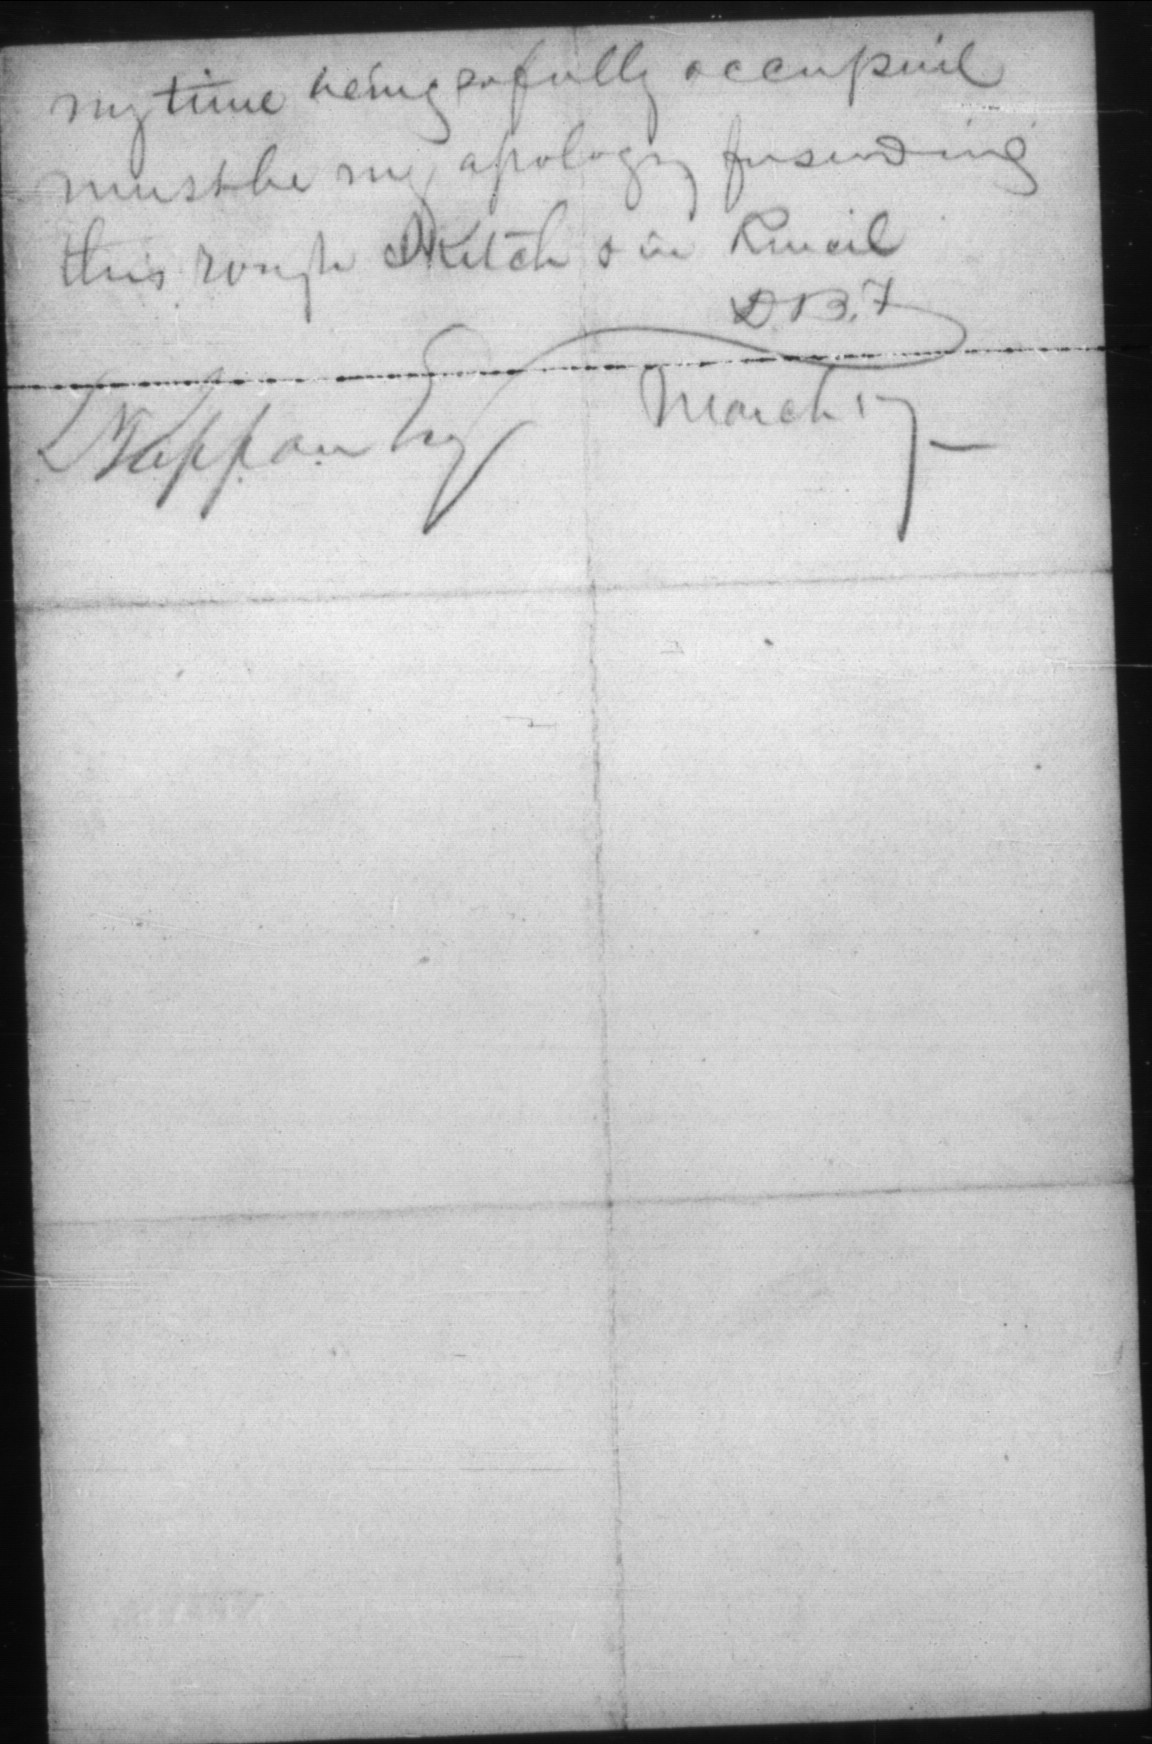 my time being so fully occupied
must be my apology for sending
this rough Sketch & in Pencil
D. B. F
L Tappan Esq March 17